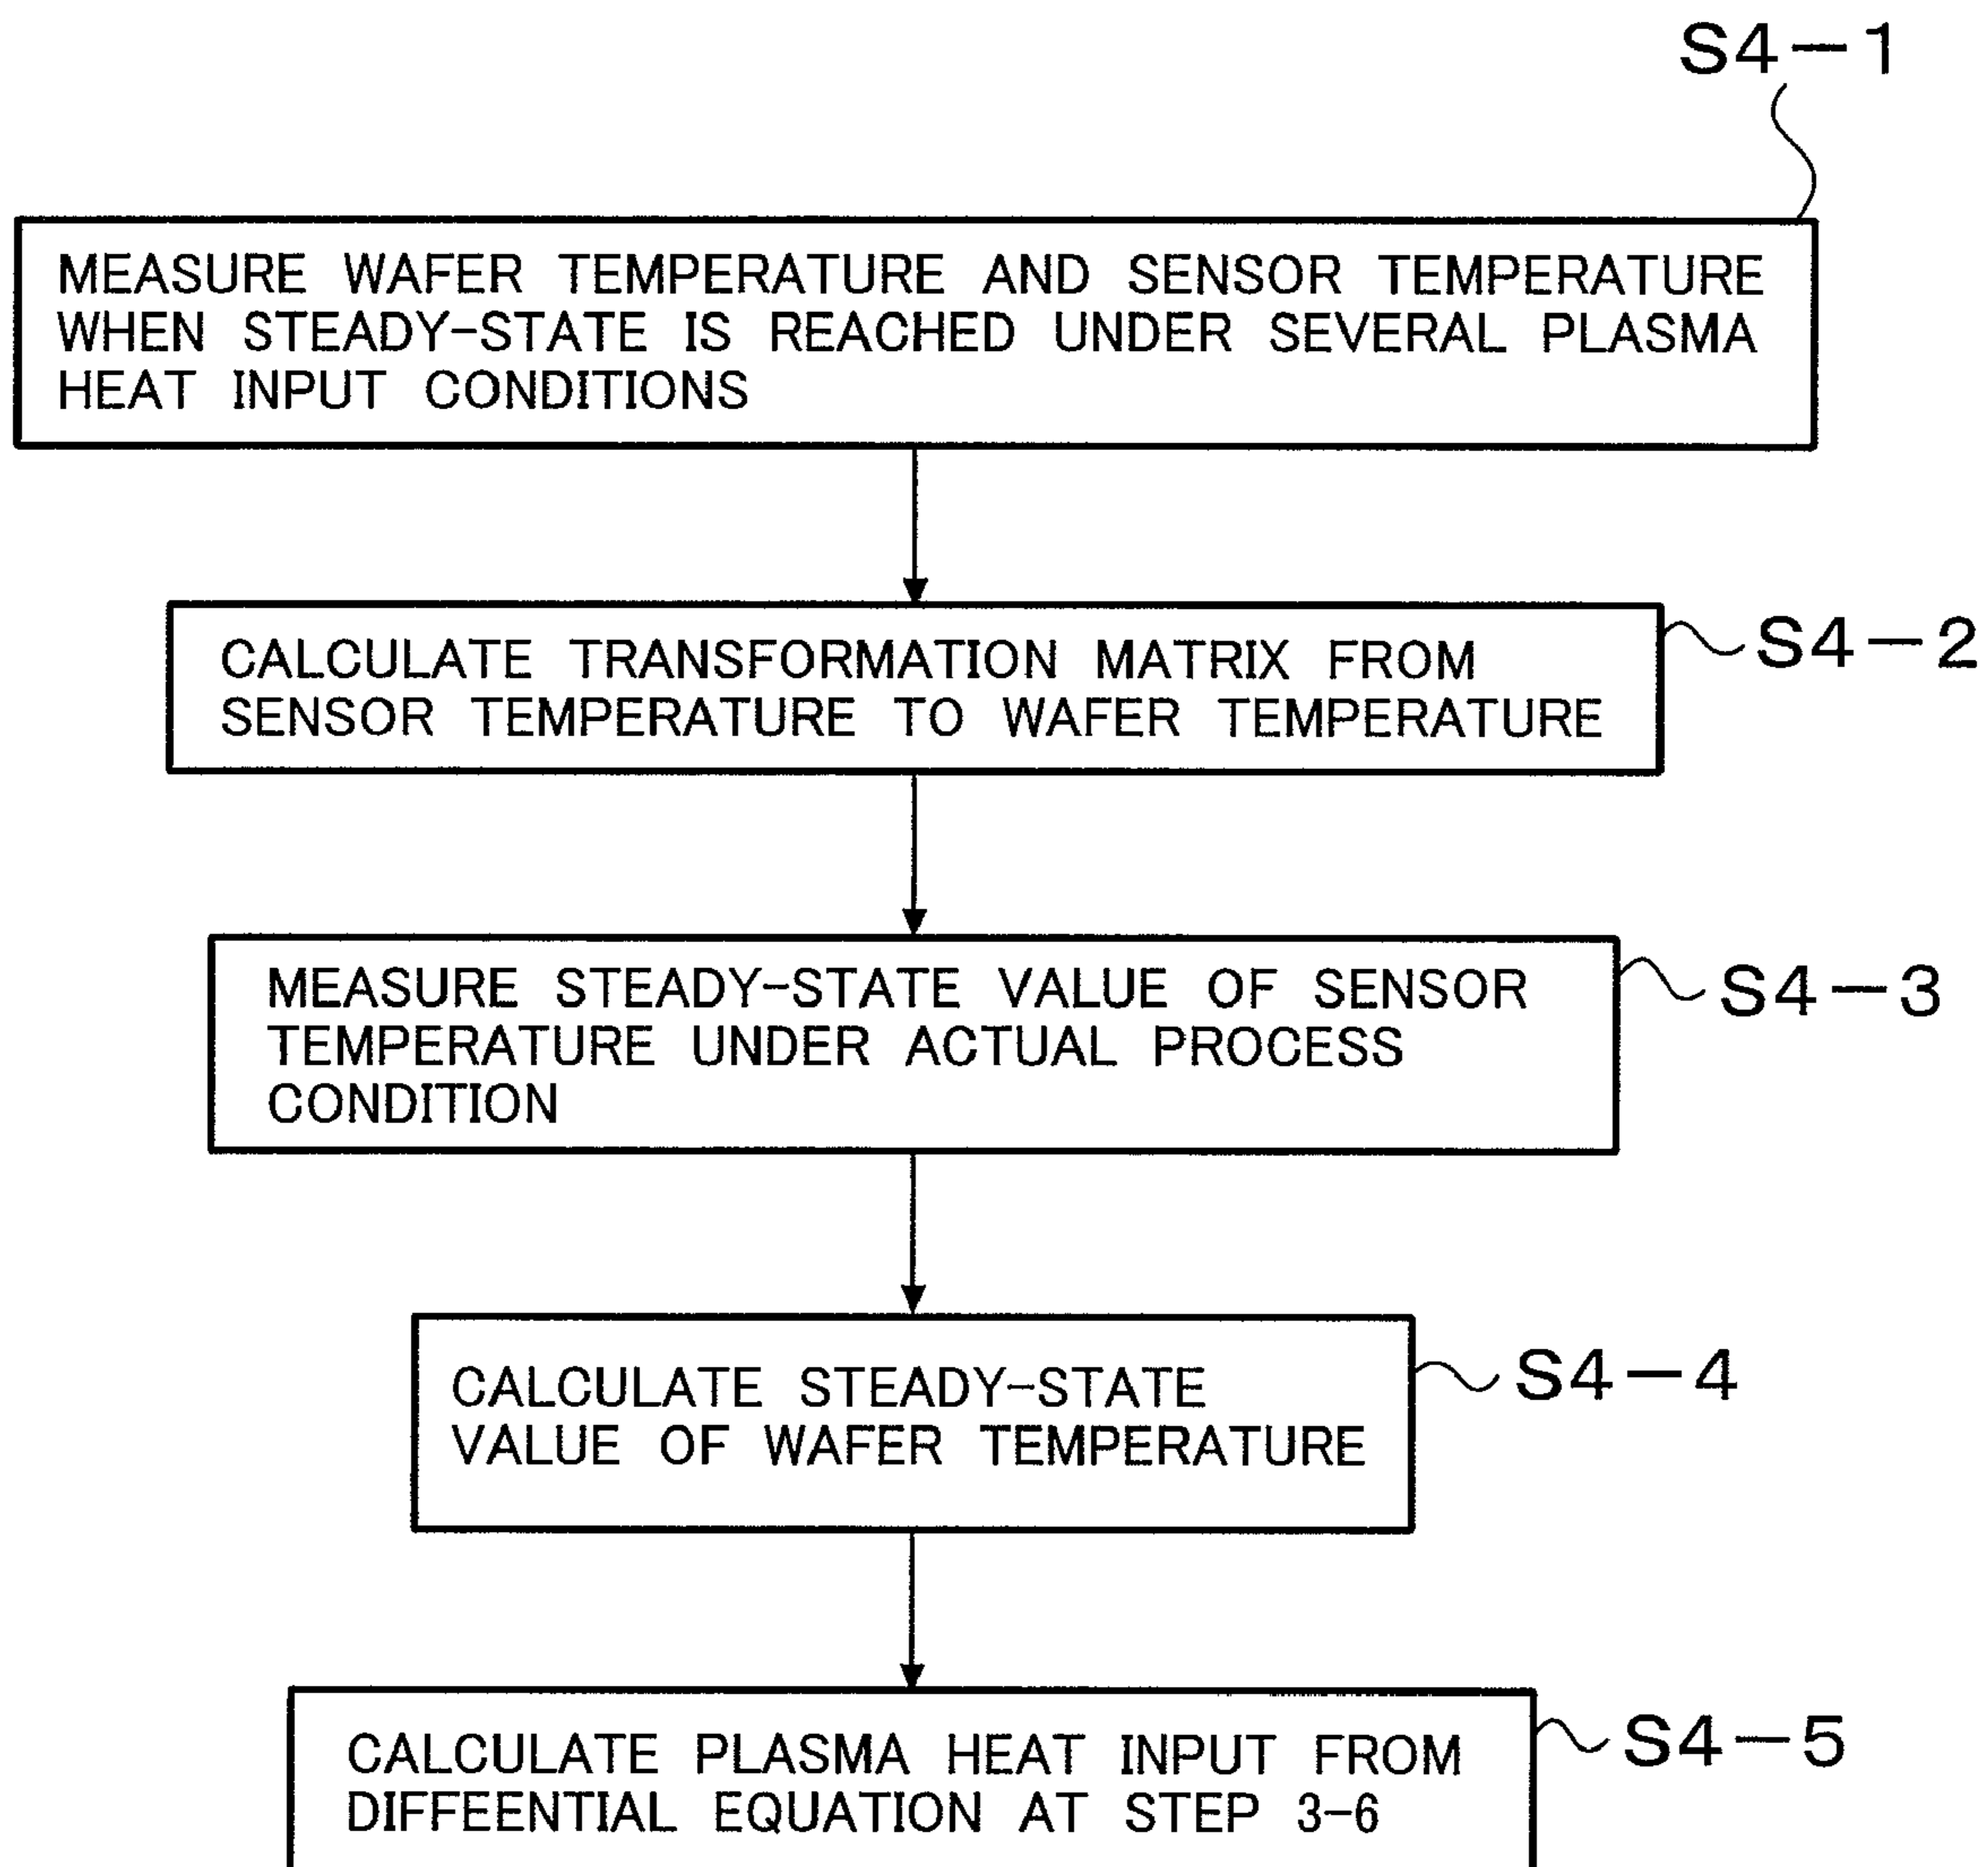 S4-1
MEASURE WAFER TEMPERATURE AND SENSOR TEMPERATURE
WHEN STEADY-STATE IS REACHED UNDER SEVERAL PLASMA
HEAT INPUT CONDITIONS
CALCULATE TRANSFORMATION MATRIX FROM
SENSOR TEMPERATURE TO WAFER TEMPERATURE
S4-2
MEASURE STEADY-STATE VALUE OF SENSOR
TEMPERATURE UNDER ACTUAL PROCESS
CONDITION
S4-3
CALCULATE STEADY-STATE
VALUE OF WAFER TEMPERATURE
S4-4
CALCULATE PLASMA HEAT INPUT FROM
DIFFEENTIAL EQUATION AT STEP 3-6
S4-5